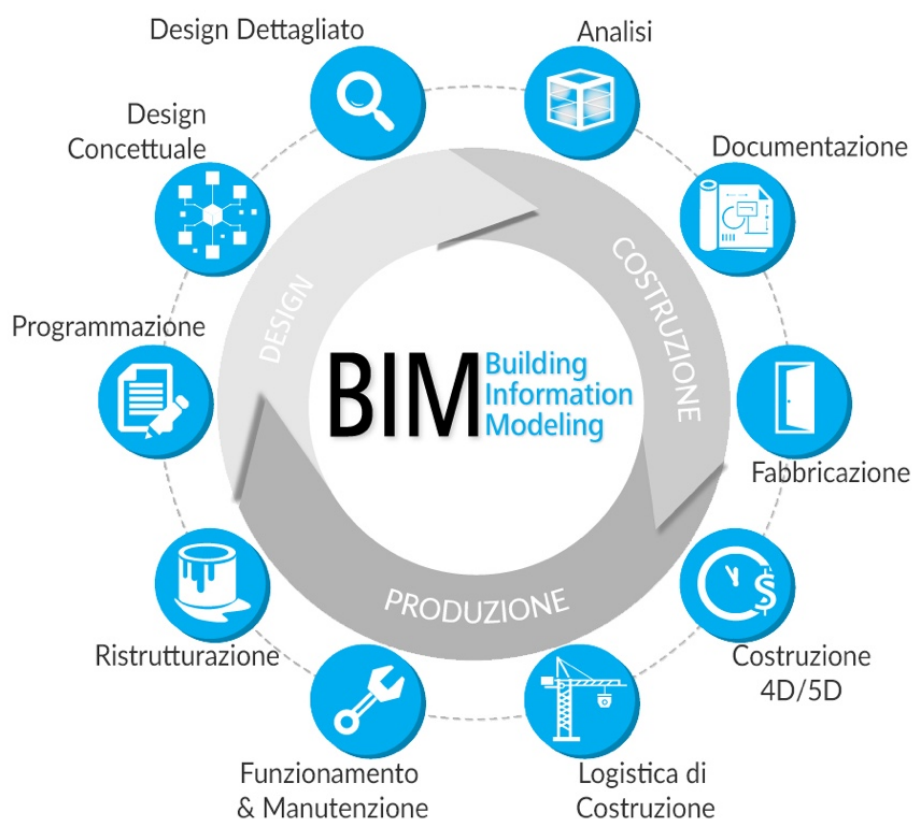 Design Dettagliato
Analisi
Design
Concettuale
Documentazione
Programmazione
DESIGN
COSTRUZIONE
BIM
Building
Information
Modeling
Fabbricazione
PRODUZIONE
$
Ristrutturazione
Costruzione
4D/5D
Funzionamento
& Manutenzione
Logistica di
Costruzione